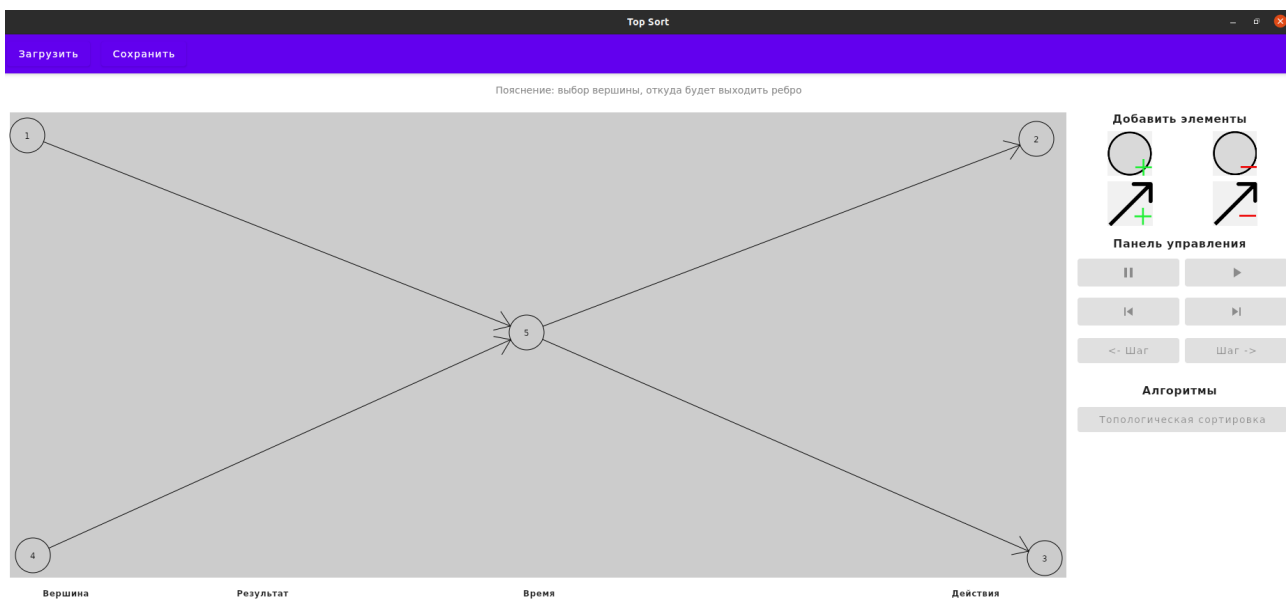 Top Sort
Загрузить Сохранить
Пояснение: выбор вершины, откуда будет выходить ребро
1
2
5
4
3
Добавить элементы
Панель управления
<- Шаг Шаг ->
Алгоритмы
Топологическая сортировка
Вершина Результат Время Действия